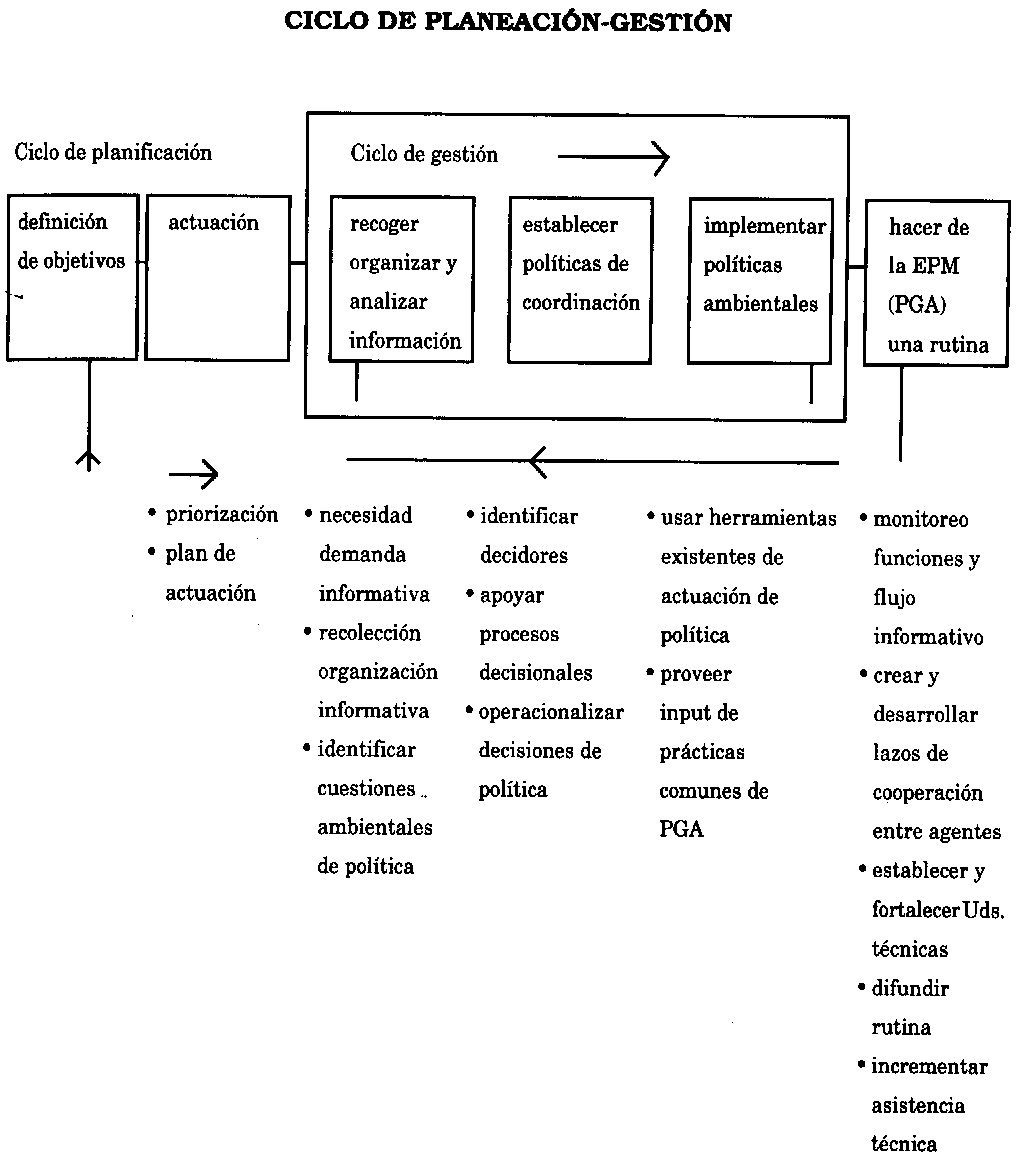 CICLO DE PLANEACIÓN-GESTIÓN
Ciclo de planificación
Ciclo de gestión
definición
de objetivos
actuación
recoger
organizar y
analizar
información
establecer
políticas de
coordinación
implementar
políticas
ambientales
hacer de
la EPM
(PGA)
una rutina
• priorización
• plan de
actuación
• necesidad
demanda
informativa
• recolección
organización
informativa
• identificar
cuestiones
ambientales
de política
• identificar
decidores
• apoyar
procesos
decisionales
• operacionalizar
decisiones de
política
• usar herramientas
existentes de
actuación de
política
• proveer
input de
prácticas
comunes de
PGA
• monitoreo
funciones y
flujo
informativo
• crear y
desarrollar
lazos de
cooperación
entre agentes
• establecer y
fortalecer Uds.
técnicas
• difundir
rutina
• incrementar
asistencia
técnica